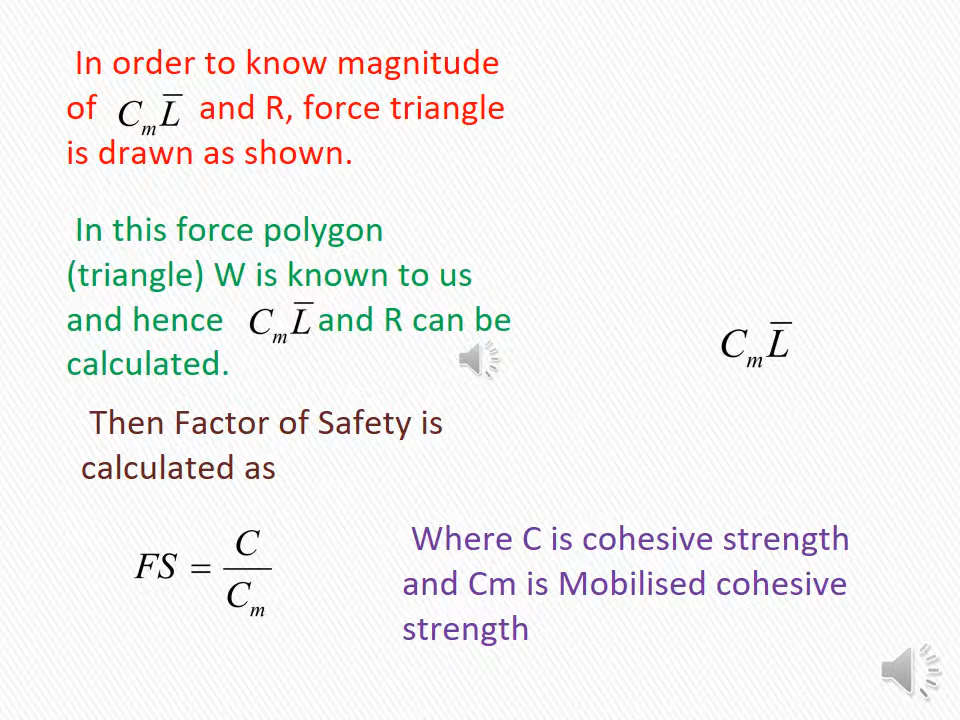 In order to know magnitude
of C_m L̅ and R, force triangle
is drawn as shown.
In this force polygon
(triangle) W is known to us
and hence C_m L̅ and R can be
calculated.
C_m L̅
Then Factor of Safety is
calculated as
FS = C / C_m
Where C is cohesive strength
and Cm is Mobilised cohesive
strength